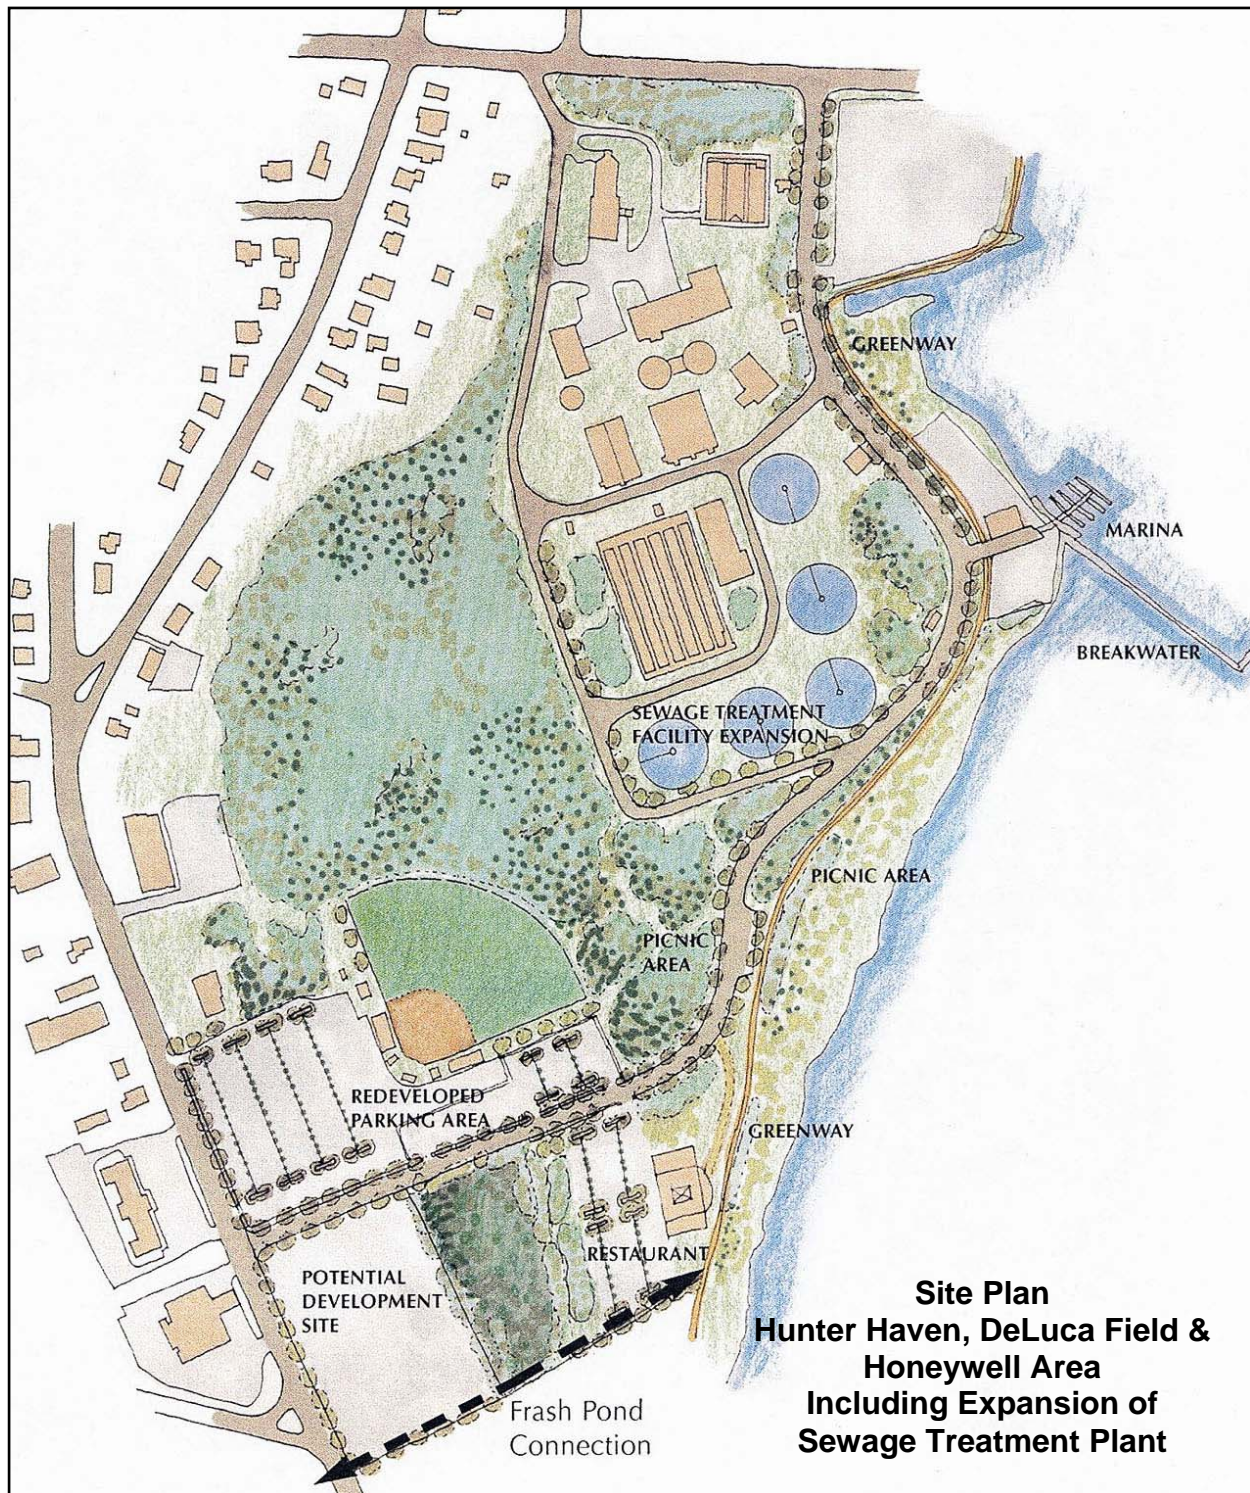 GREENWAY
MARINA
BREAKWATER
SEWAGE TREATMENT
FACILITY EXPANSION
PICNIC AREA
PICNIC
AREA
REDEVELOPED
PARKING AREA
GREENWAY
RESTAURANT
POTENTIAL
DEVELOPMENT
SITE
Frash Pond
Connection
Site Plan
Hunter Haven, DeLuca Field &
Honeywell Area
Including Expansion of
Sewage Treatment Plant